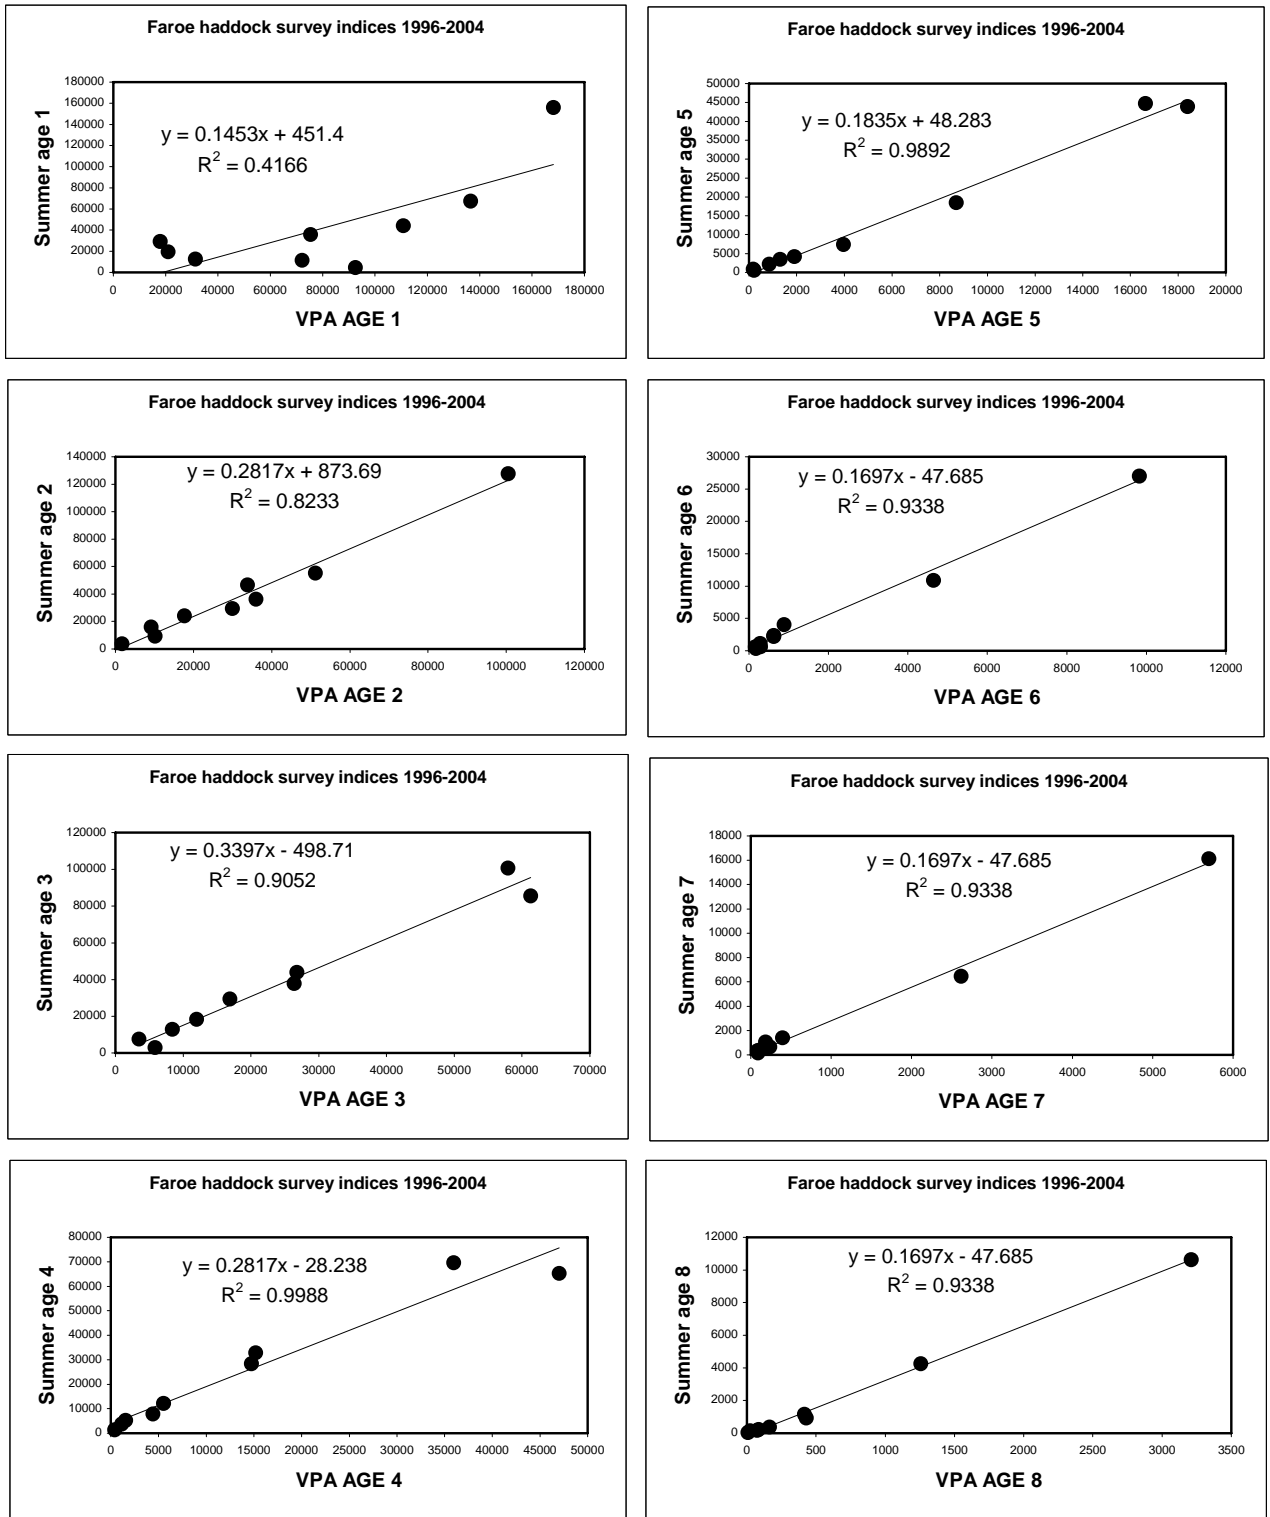 Faroe haddock survey indices 1996-2004
180000
160000
140000
120000
100000
80000
60000
40000
20000
0
Summer age 1
y = 0.1453x + 451.4
R² = 0.4166
0 20000 40000 60000 80000 100000 120000 140000 160000 180000
VPA AGE 1
Faroe haddock survey indices 1996-2004
50000
45000
40000
35000
30000
25000
20000
15000
10000
5000
0
Summer age 5
y = 0.1835x + 48.283
R² = 0.9892
0 2000 4000 6000 8000 10000 12000 14000 16000 18000 20000
VPA AGE 5
Faroe haddock survey indices 1996-2004
140000
120000
100000
80000
60000
40000
20000
0
Summer age 2
y = 0.2817x + 873.69
R² = 0.8233
0 20000 40000 60000 80000 100000 120000
VPA AGE 2
Faroe haddock survey indices 1996-2004
30000
25000
20000
15000
10000
5000
0
Summer age 6
y = 0.1697x - 47.685
R² = 0.9338
0 2000 4000 6000 8000 10000 12000
VPA AGE 6
Faroe haddock survey indices 1996-2004
120000
100000
80000
60000
40000
20000
0
Summer age 3
y = 0.3397x - 498.71
R² = 0.9052
0 10000 20000 30000 40000 50000 60000 70000
VPA AGE 3
Faroe haddock survey indices 1996-2004
18000
16000
14000
12000
10000
8000
6000
4000
2000
0
Summer age 7
y = 0.1697x - 47.685
R² = 0.9338
0 1000 2000 3000 4000 5000 6000
VPA AGE 7
Faroe haddock survey indices 1996-2004
80000
70000
60000
50000
40000
30000
20000
10000
0
Summer age 4
y = 0.2817x - 28.238
R² = 0.9988
0 5000 10000 15000 20000 25000 30000 35000 40000 45000 50000
VPA AGE 4
Faroe haddock survey indices 1996-2004
12000
10000
8000
6000
4000
2000
0
Summer age 8
y = 0.1697x - 47.685
R² = 0.9338
0 500 1000 1500 2000 2500 3000 3500
VPA AGE 8